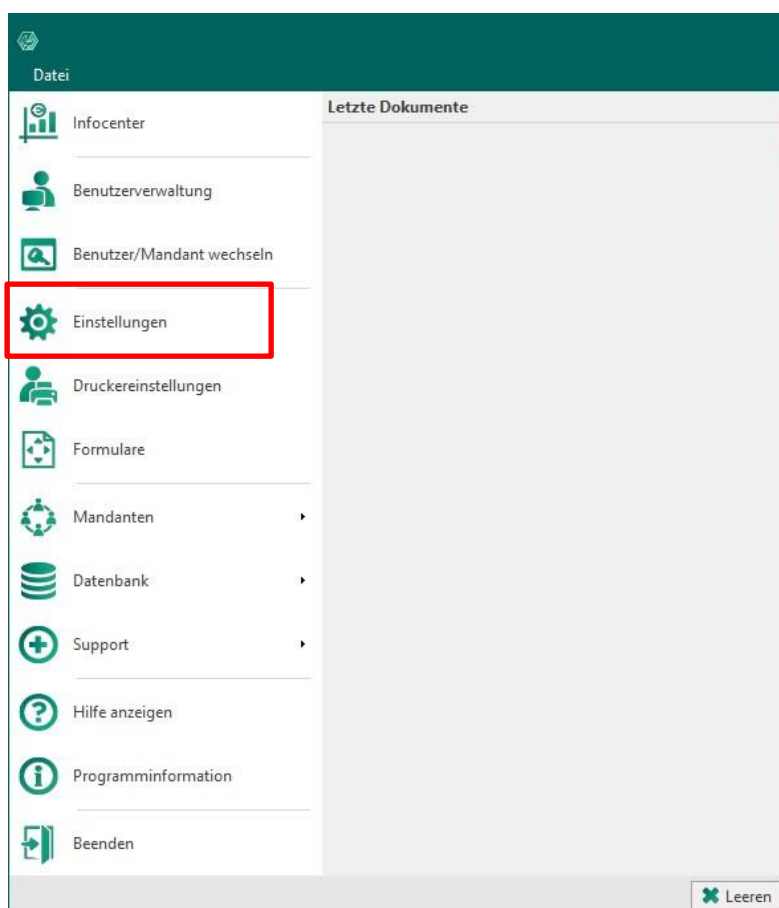 Datei
Infocenter
Letzte Dokumente
Benutzerverwaltung
Benutzer/Mandant wechseln
Einstellungen
Druckereinstellungen
Formulare
Mandanten
Datenbank
Support
Hilfe anzeigen
Programminformation
Beenden
Leeren